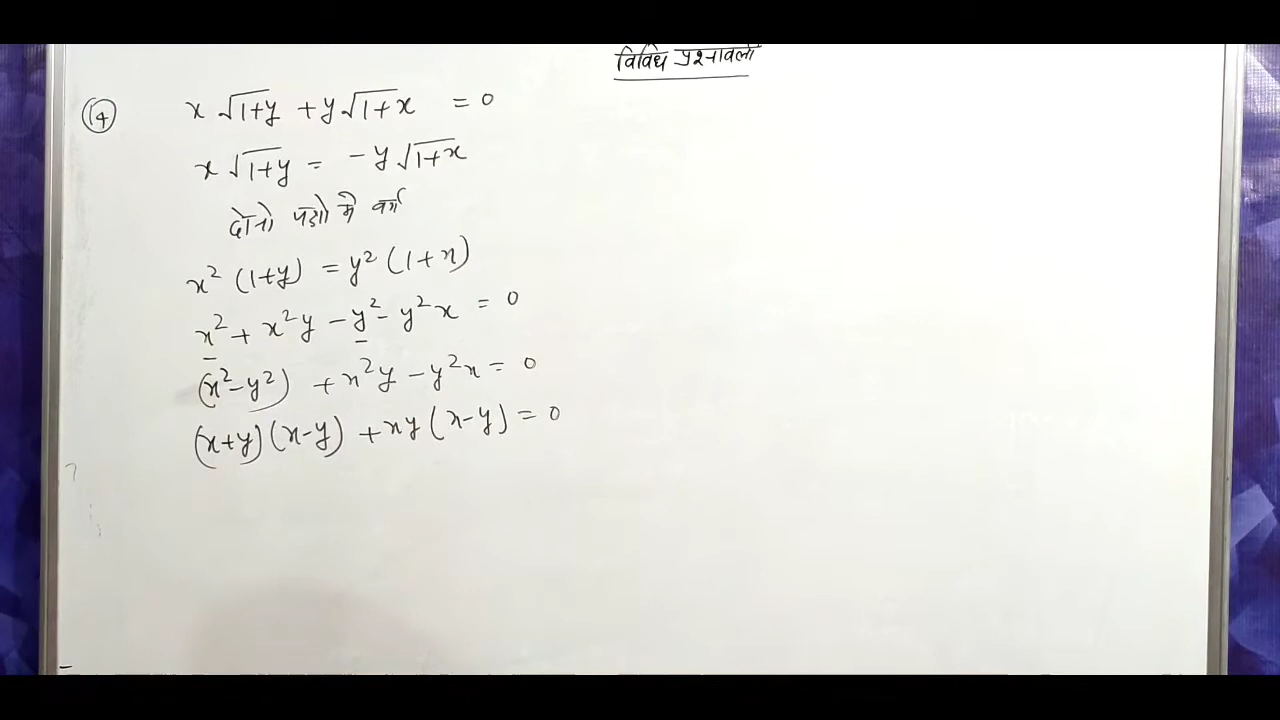 विविध प्रश्नावली
(14) x √1+y + y √1+x = 0
x √1+y = - y √1+x
दोनो पक्षो मे वर्ग
x² (1+y) = y² (1+x)
x² + x²y - y² - y²x = 0
(x²-y²) + x²y - y²x = 0
(x+y)(x-y) + xy (x-y) = 0